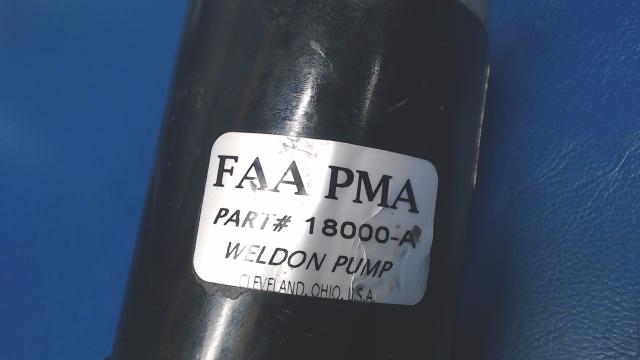 FAA PMA
PART# 18000-A
WELDON PUMP
CLEVELAND, OHIO, U.S.A.